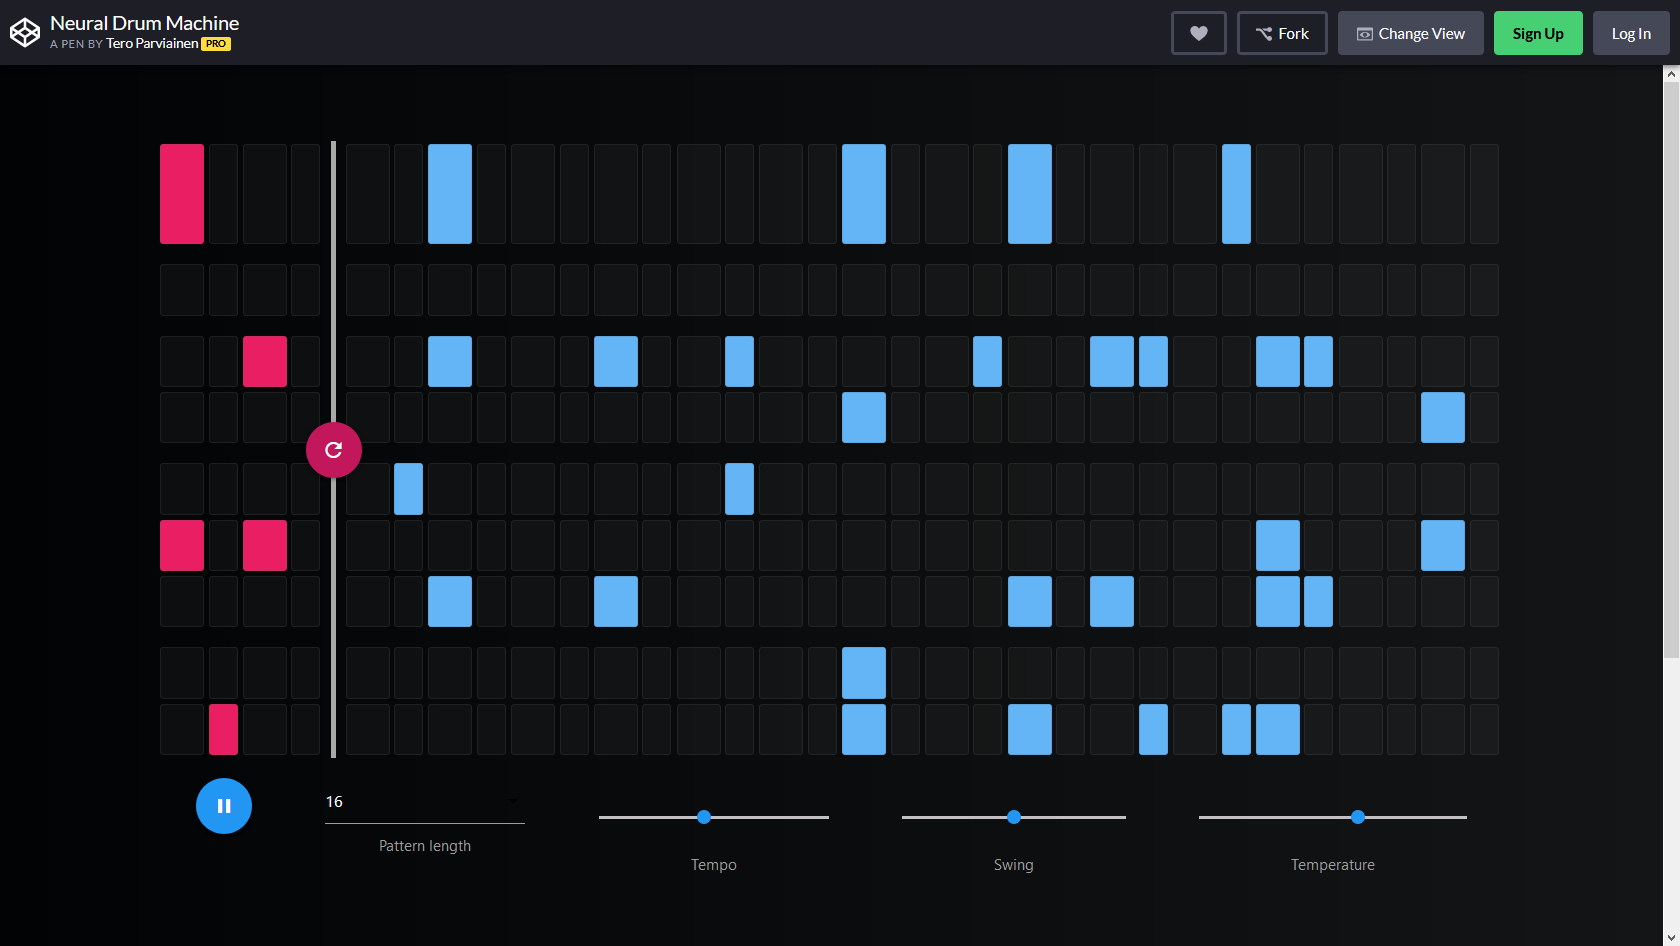 Neural Drum Machine
A PEN BY Tero Parviainen PRO
Fork
Change View
Sign Up
Log In
16
Pattern length
Tempo
Swing
Temperature